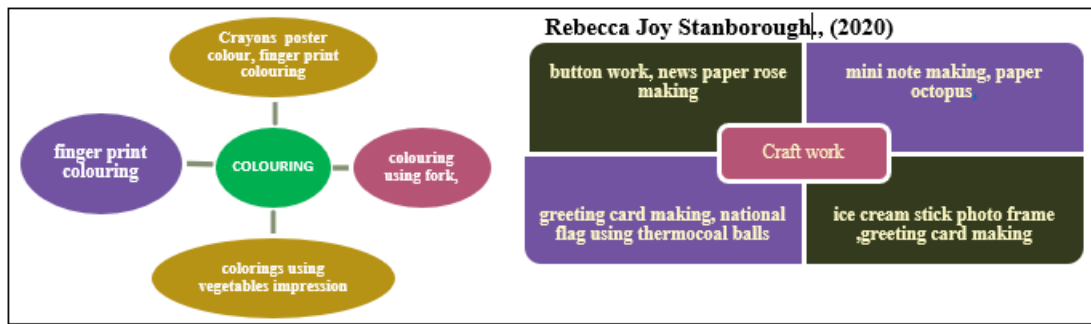 Crayons poster
colour, finger print
colouring
finger print
colouring
COLOURING
colouring
using fork,
colorings using
vegetables impression
Rebecca Joy Stanborough., (2020)
button work, news paper rose
making
mini note making, paper
octopus.
Craft work
greeting card making, national
flag using thermocoal balls
ice cream stick photo frame
,greeting card making